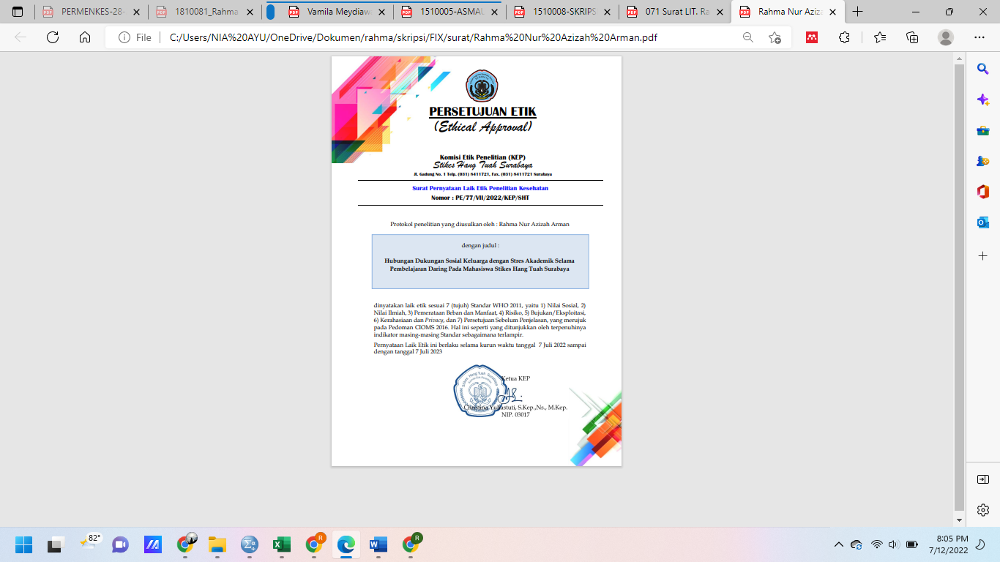 PERMENKES-28-
1810081_Rahma
Vamila Meydiaw
1510005-ASMAU
1510008-SKRIPS
071 Surat LIT. Ra
Rahma Nur Aziza
File
C:/Users/NIA%20AYU/OneDrive/Dokumen/rahma/skripsi/FIX/surat/Rahma%20Nur%20Azizah%20Arman.pdf
PERSETUJUAN ETIK
(Ethical Approval)
Komisi Etik Penelitian (KEP)
Stikes Hang Tuah Surabaya
Jl. Gadung No. 1 Telp. (031) 8411721, Fax. (031) 8411721 Surabaya
Surat Pernyataan Laik Etik Penelitian Kesehatan
Nomor : PE/77/VII/2022/KEP/SHT
Protokol penelitian yang diusulkan oleh : Rahma Nur Azizah Arman
dengan judul :
Hubungan Dukungan Sosial Keluarga dengan Stres Akademik Selama
Pembelajaran Daring Pada Mahasiswa Stikes Hang Tuah Surabaya
dinyatakan laik etik sesuai 7 (tujuh) Standar WHO 2011, yaitu 1) Nilai Sosial, 2)
Nilai Ilmiah, 3) Pemerataan Beban dan Manfaat, 4) Risiko, 5) Bujukan/Eksploitasi,
6) Kerahasiaan dan Privacy, dan 7) Persetujuan Sebelum Penjelasan, yang merujuk
pada Pedoman CIOMS 2016. Hal ini seperti yang ditunjukkan oleh terpenuhinya
indikator masing-masing Standar sebagaimana terlampir.
Pernyataan Laik Etik ini berlaku selama kurun waktu tanggal 7 Juli 2022 sampai
dengan tanggal 7 Juli 2023
Ketua KEP
Christina Yuliastuti, S.Kep.,Ns., M.Kep.
NIP. 03017
82°
8:05 PM
7/12/2022